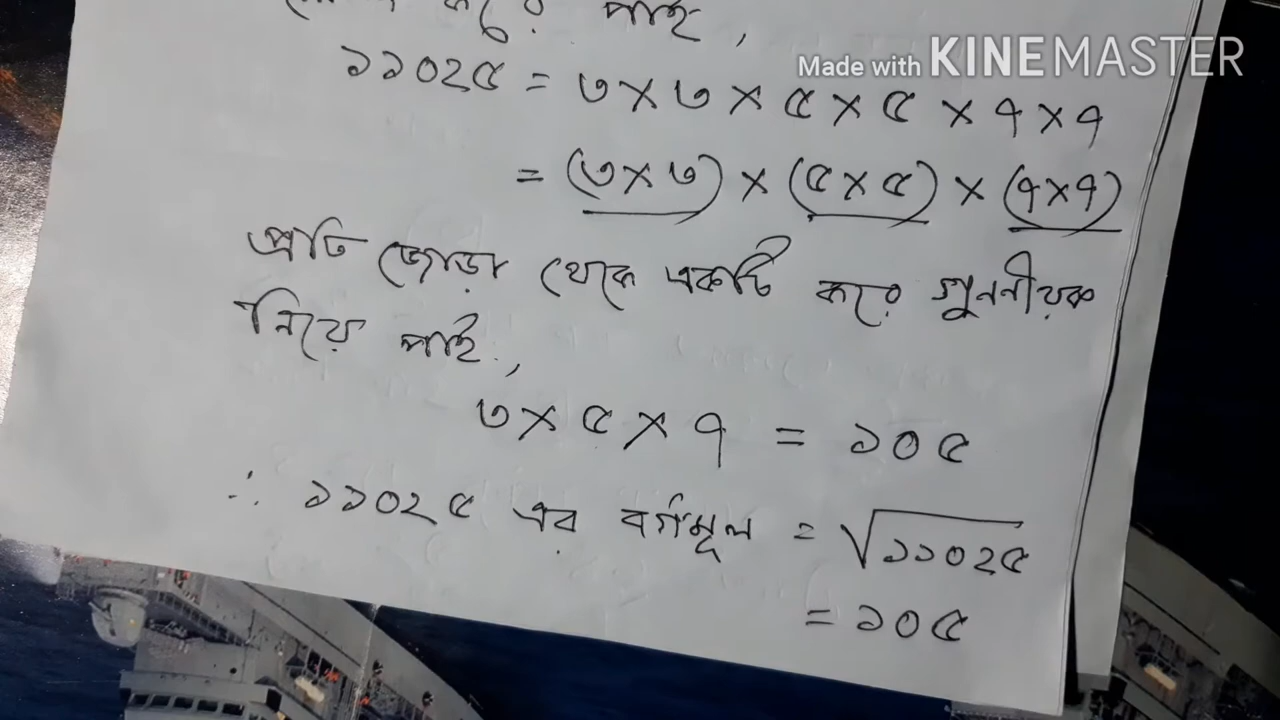 করে পাই,
Made with KINEMASTER
১১০২৫ = ৩ × ৩ × ৫ × ৫ × ৭ × ৭
= (৩ × ৩) × (৫ × ৫) × (৭ × ৭)
প্রতি জোড়া থেকে একটি করে গুননীয়ক
নিয়ে পাই,
৩ × ৫ × ৭ = ১০৫
∴ ১১০২৫ এর বর্গমূল = √১১০২৫
= ১০৫